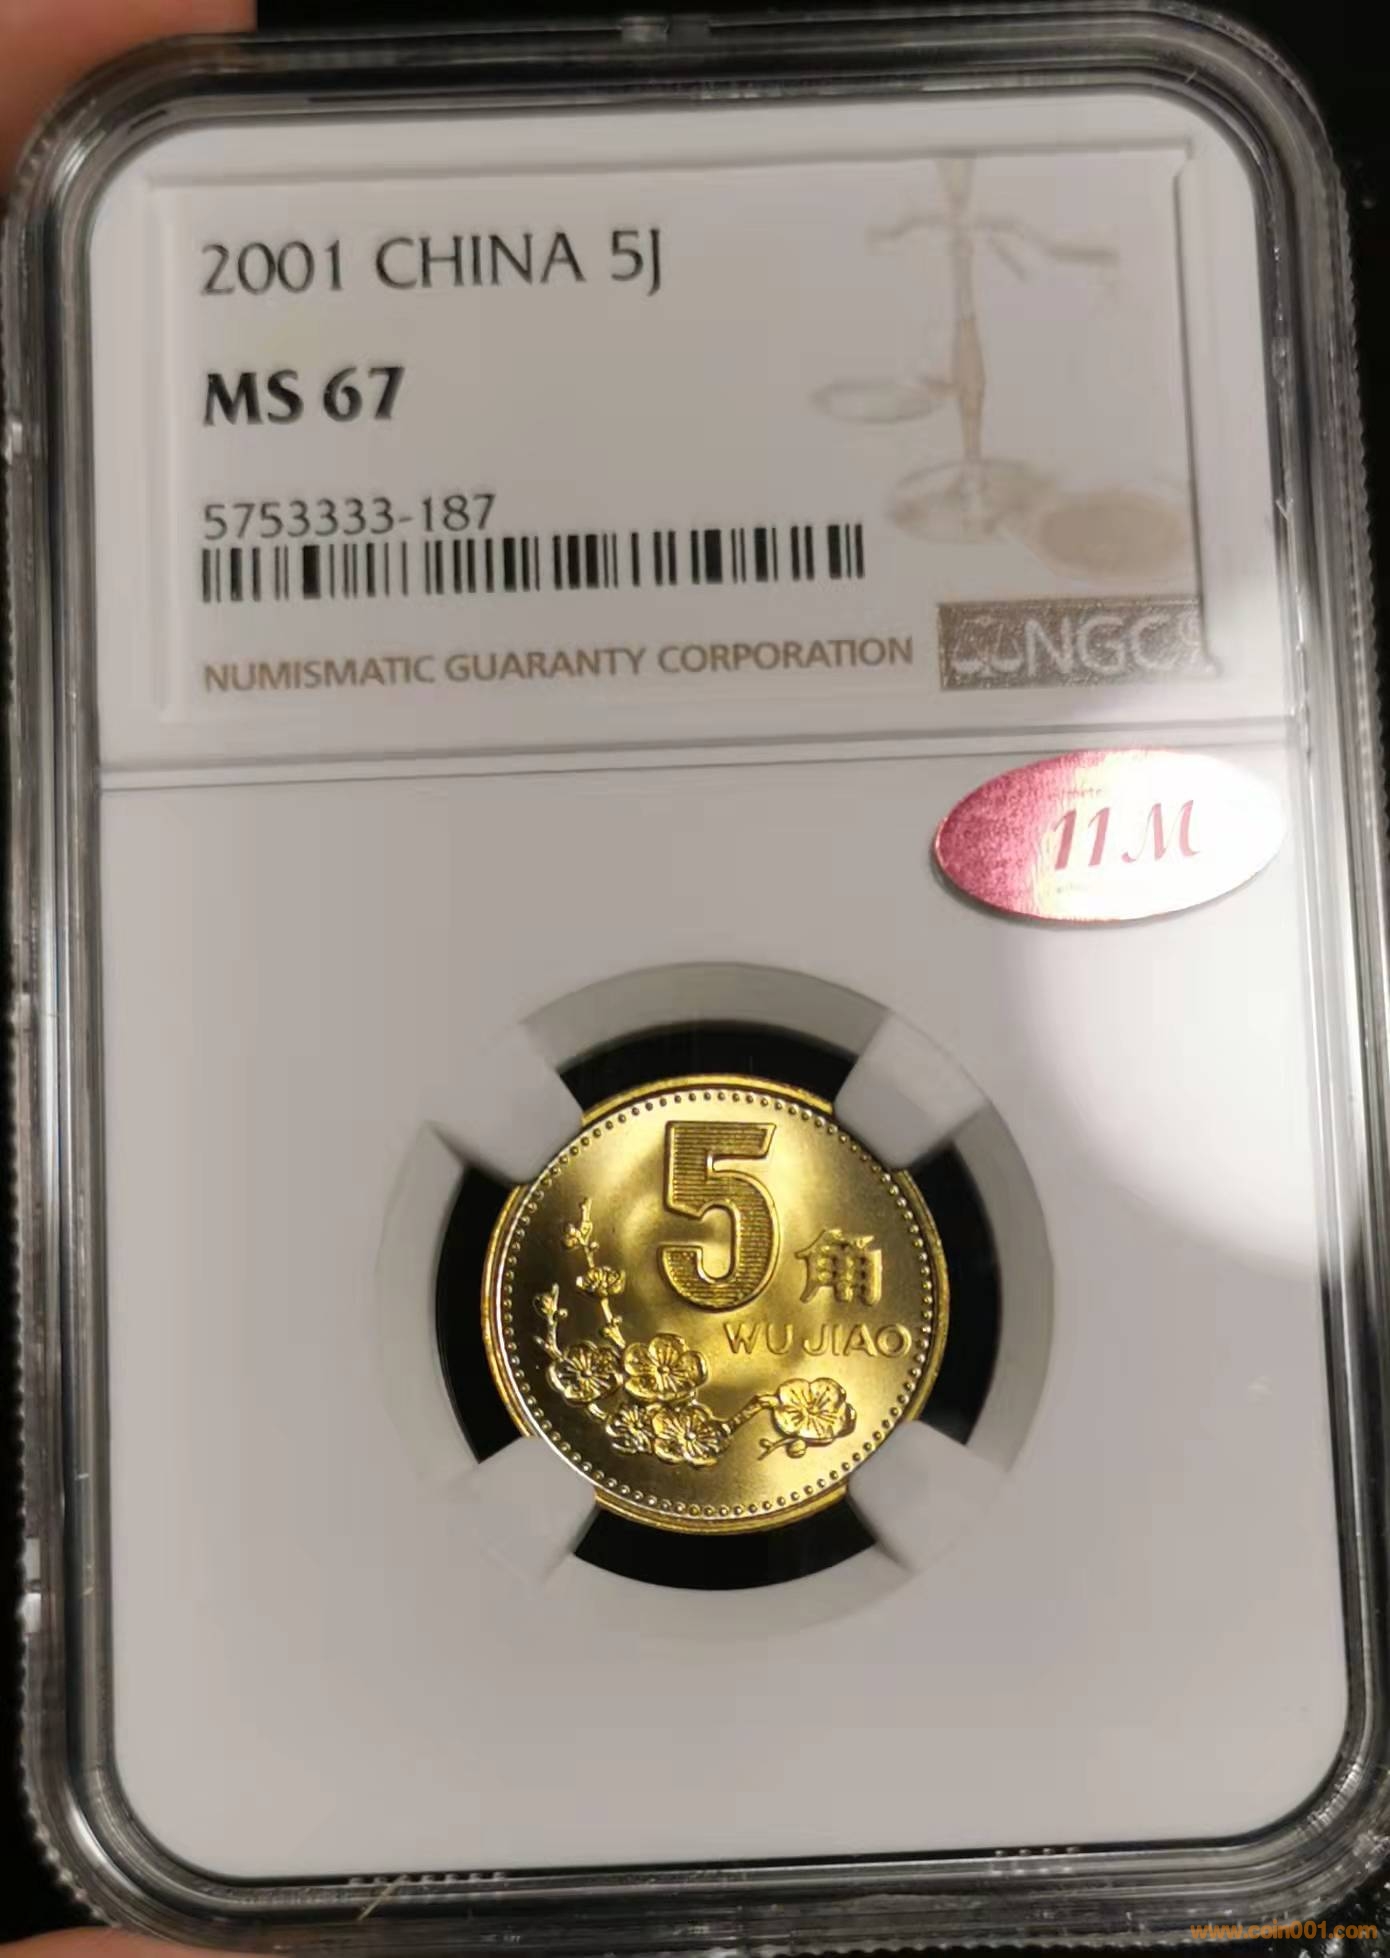 2001 CHINA 5J
MS 67
5753333-187
NUMISMATIC GUARANTY CORPORATION
NGC
11M
5
角
WU JIAO
www.coin001.com